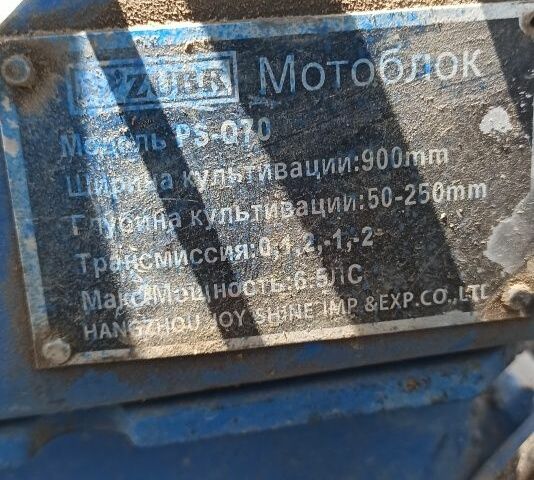 ZUBR Мотоблок
Модель PS-Q70
Ширина культивации:900mm
Глубина культивации:50-250mm
Трансмиссия:0,1,2,-1,-2
Макс.Мощность:6.5ЛС
HANGZHOU JOY SHINE IMP &EXP.CO.,LTD